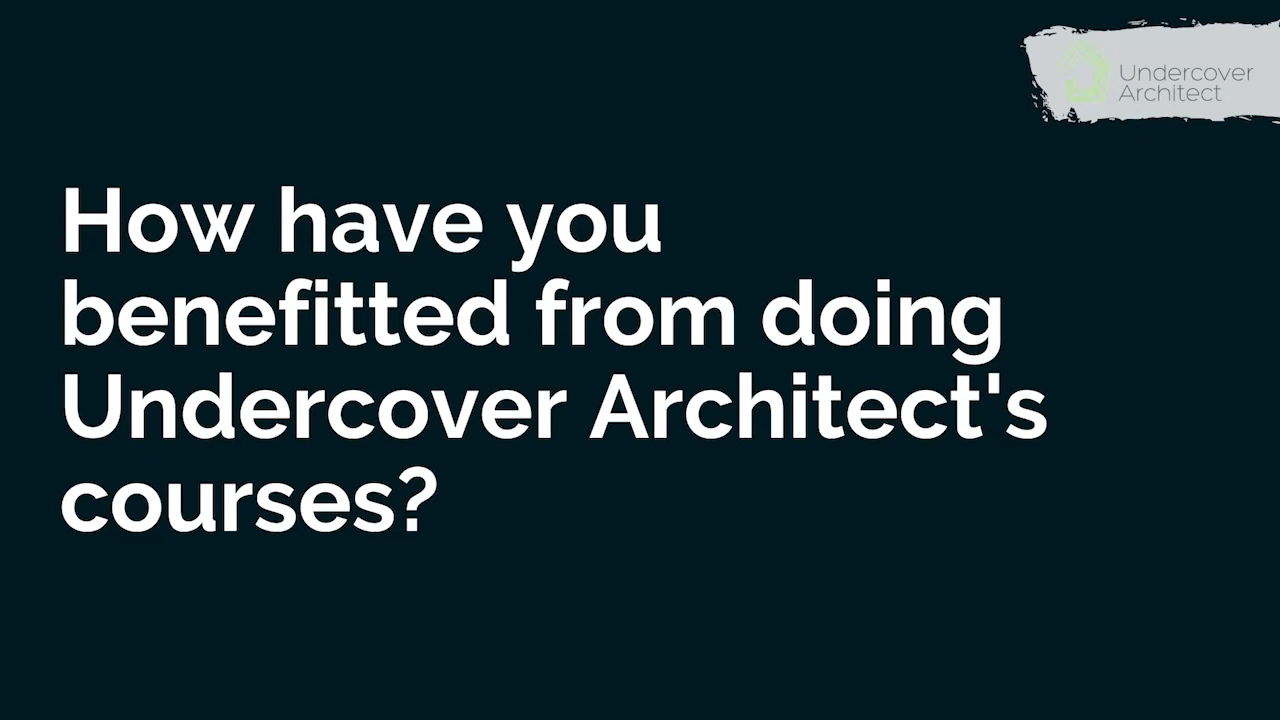 Undercover
Architect
How have you
benefitted from doing
Undercover Architect's
courses?